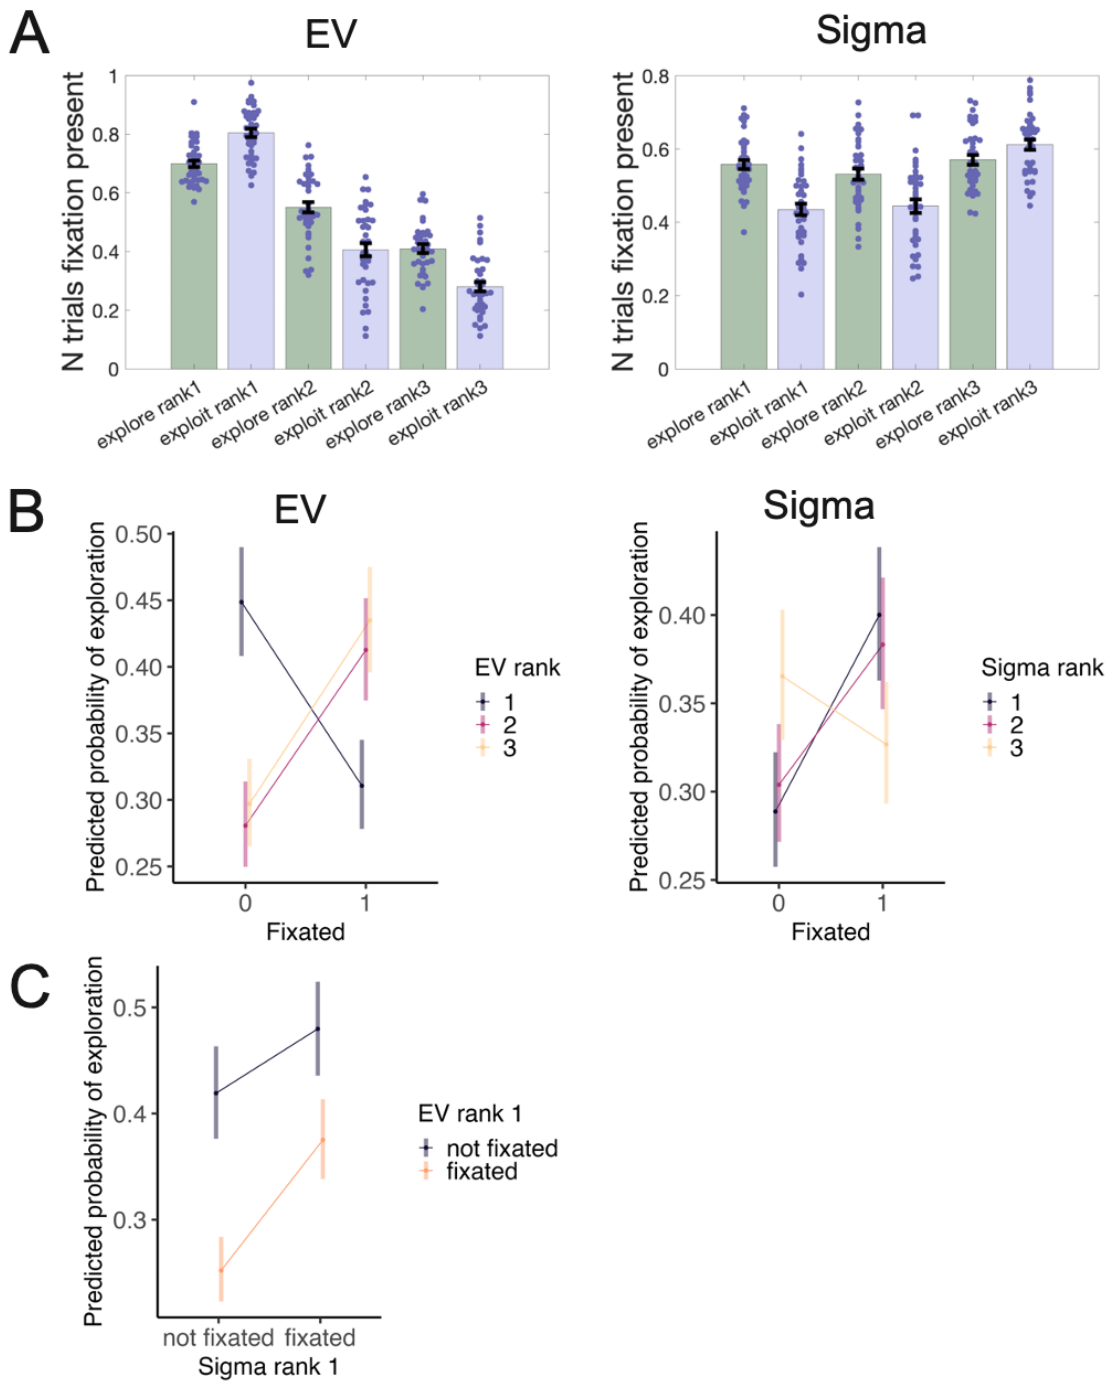 A
EV
N trials fixation present
1
0.8
0.6
0.4
0.2
0
explore rank1
exploit rank1
explore rank2
exploit rank2
explore rank3
exploit rank3
Sigma
N trials fixation present
0.8
0.6
0.4
0.2
0
explore rank1
exploit rank1
explore rank2
exploit rank2
explore rank3
exploit rank3
B
EV
Predicted probability of exploration
0.50
0.45
0.40
0.35
0.30
0.25
0 1
Fixated
EV rank
1
2
3
Sigma
Predicted probability of exploration
0.40
0.35
0.30
0.25
0 1
Fixated
Sigma rank
1
2
3
C
Predicted probability of exploration
0.5
0.4
0.3
not fixated fixated
Sigma rank 1
EV rank 1
not fixated
fixated